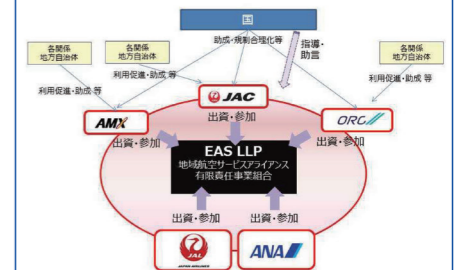 国
助成・規制合理化等
指導・
助言
各関係
地方自治体
各関係
地方自治体
各関係
地方自治体
利用促進・助成 等
利用促進・助成 等
利用促進・助成 等
JAC
AMX
ORC
出資・参加
出資・参加
出資・参加
EAS LLP
地域航空サービスアライアンス
有限責任事業組合
出資・参加
出資・参加
JAL
JAPAN AIRLINES
ANA